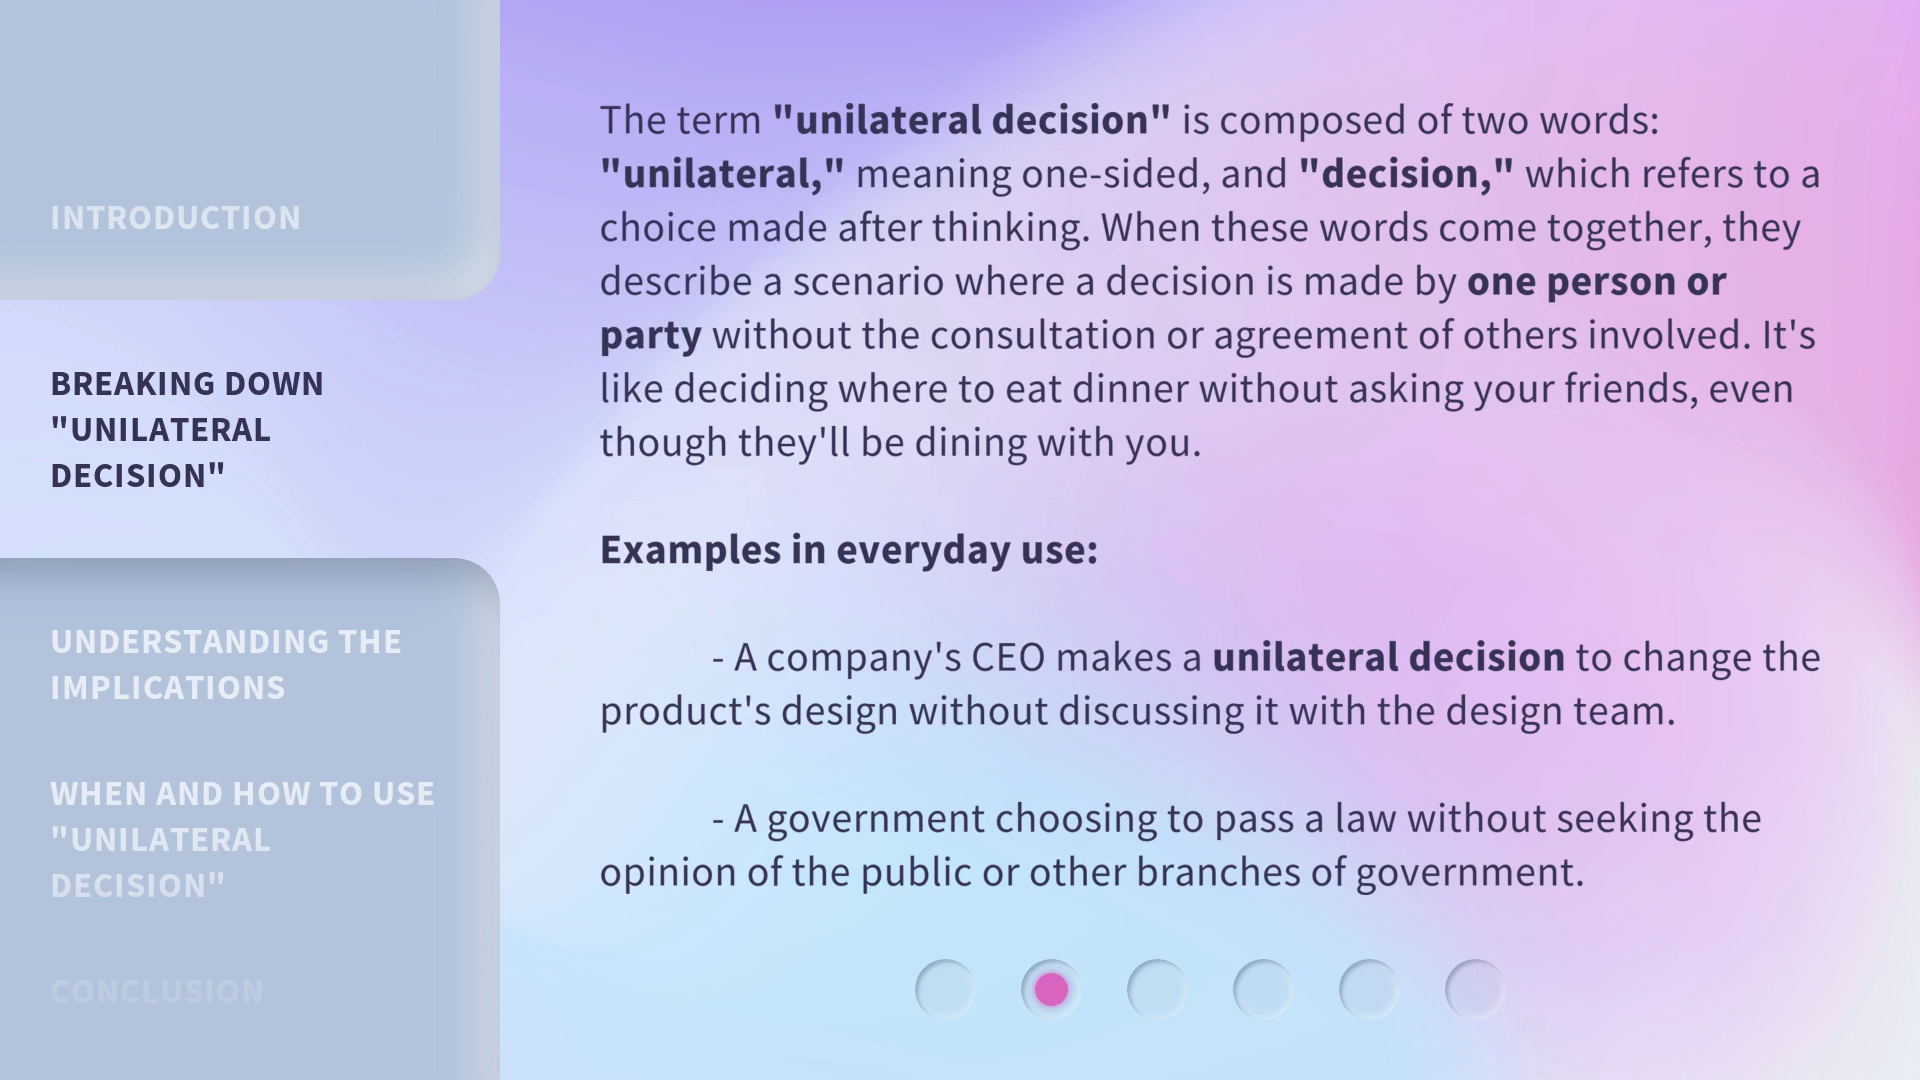 INTRODUCTION
BREAKING DOWN
"UNILATERAL
DECISION"
UNDERSTANDING THE
IMPLICATIONS
WHEN AND HOW TO USE
"UNILATERAL
DECISION"
CONCLUSION
The term "unilateral decision" is composed of two words:
"unilateral," meaning one-sided, and "decision," which refers to a
choice made after thinking. When these words come together, they
describe a scenario where a decision is made by one person or
party without the consultation or agreement of others involved. It's
like deciding where to eat dinner without asking your friends, even
though they'll be dining with you.
Examples in everyday use:
- A company's CEO makes a unilateral decision to change the
product's design without discussing it with the design team.
- A government choosing to pass a law without seeking the
opinion of the public or other branches of government.